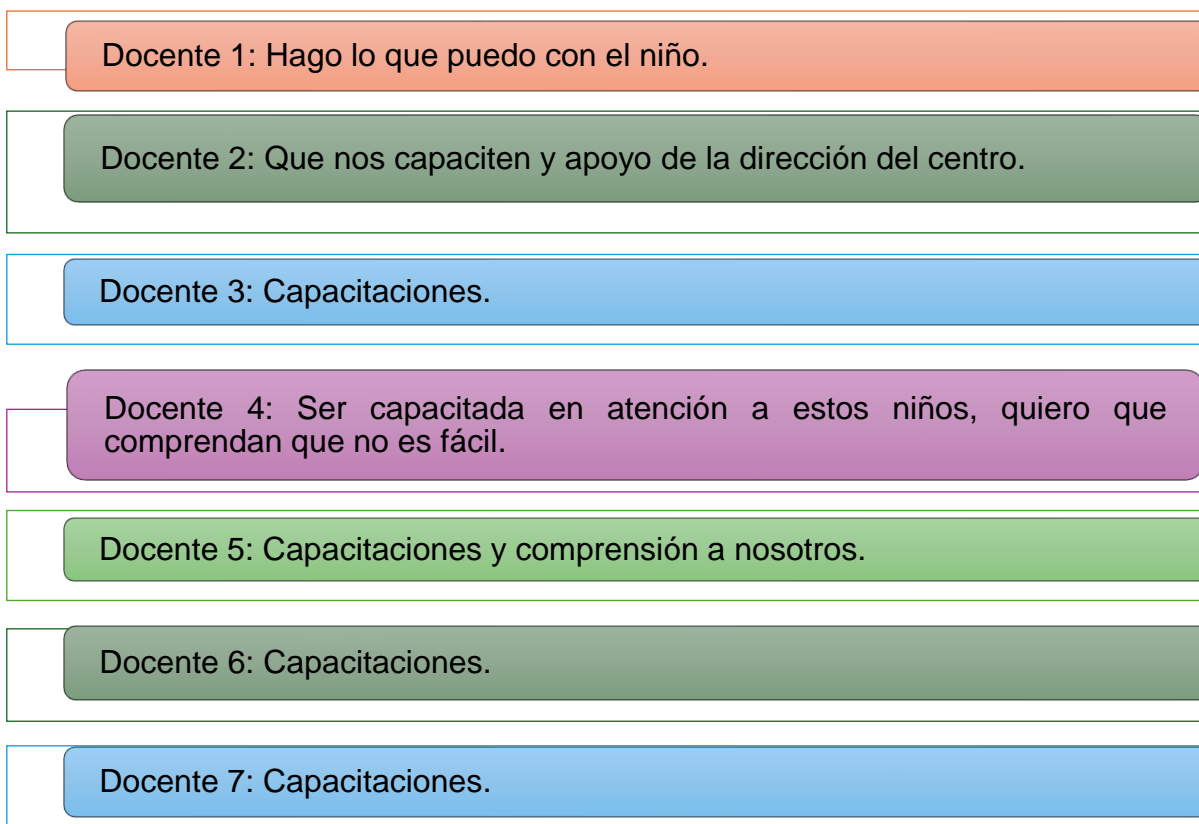 Docente 1: Hago lo que puedo con el niño.
Docente 2: Que nos capaciten y apoyo de la dirección del centro.
Docente 3: Capacitaciones.
Docente 4: Ser capacitada en atención a estos niños, quiero que
comprendan que no es fácil.
Docente 5: Capacitaciones y comprensión a nosotros.
Docente 6: Capacitaciones.
Docente 7: Capacitaciones.